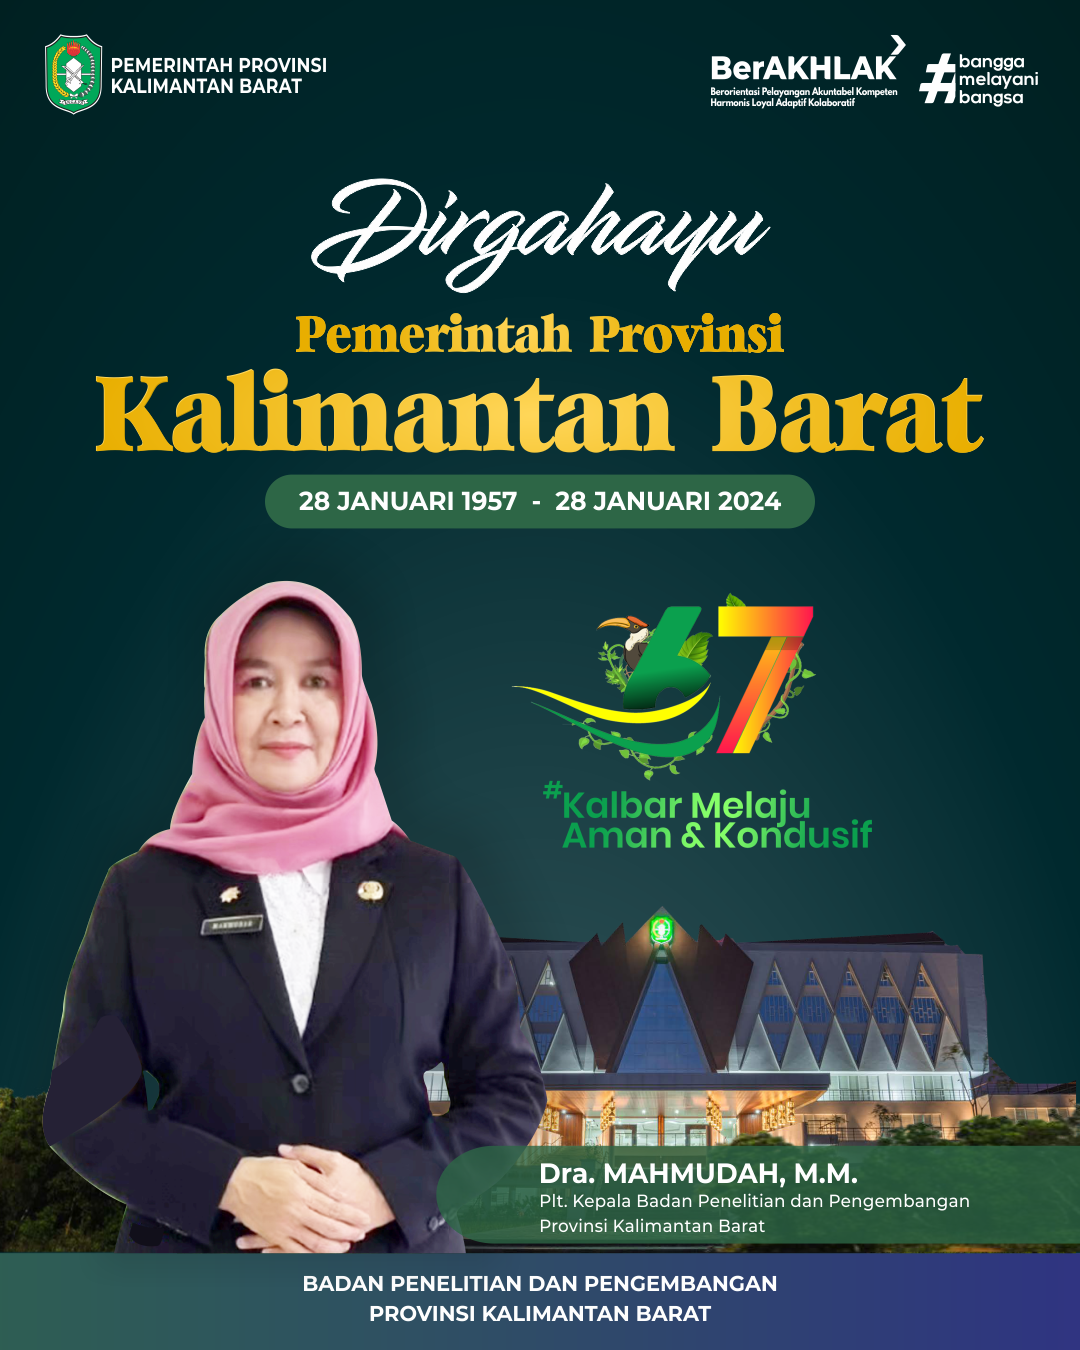 PEMERINTAH PROVINSI
KALIMANTAN BARAT
BerAKHLAK
Berorientasi Pelayangan Akuntabel Kompeten
Harmonis Loyal Adaptif Kolaboratif
#bangga
melayani
bangsa
Dirgahayu
Pemerintah Provinsi
Kalimantan Barat
28 JANUARI 1957 - 28 JANUARI 2024
67
#Kalbar Melaju
Aman & Kondusif
MAHMUDAH
Dra. MAHMUDAH, M.M.
Plt. Kepala Badan Penelitian dan Pengembangan
Provinsi Kalimantan Barat
BADAN PENELITIAN DAN PENGEMBANGAN
PROVINSI KALIMANTAN BARAT